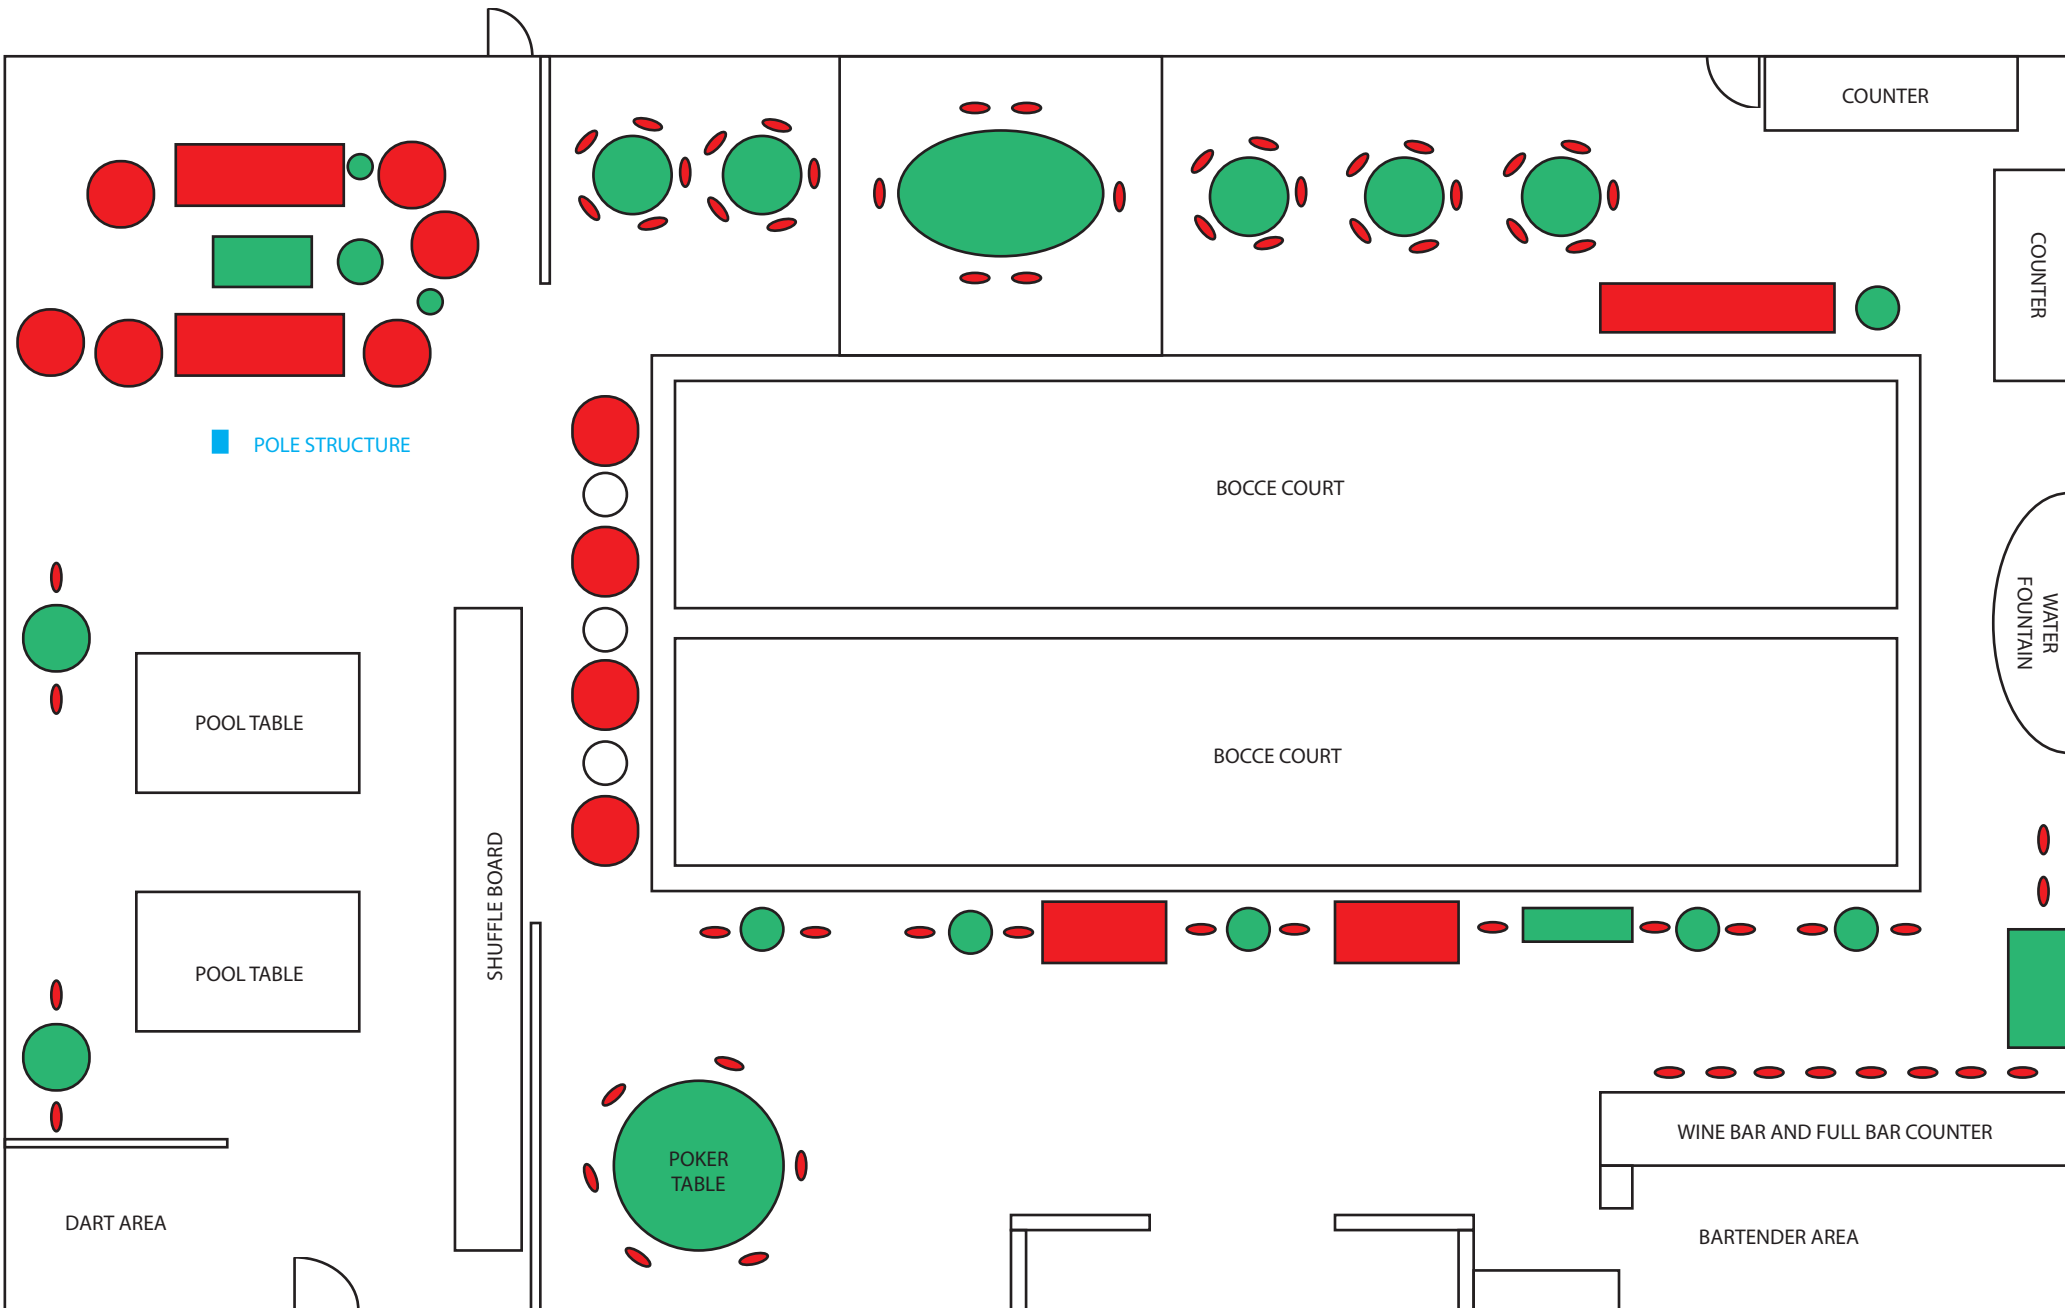 COUNTER
COUNTER
POLE STRUCTURE
BOCCE COURT
WATER
FOUNTAIN
POOL TABLE
BOCCE COURT
SHUFFLE BOARD
POOL TABLE
POKER
TABLE
WINE BAR AND FULL BAR COUNTER
DART AREA
BARTENDER AREA